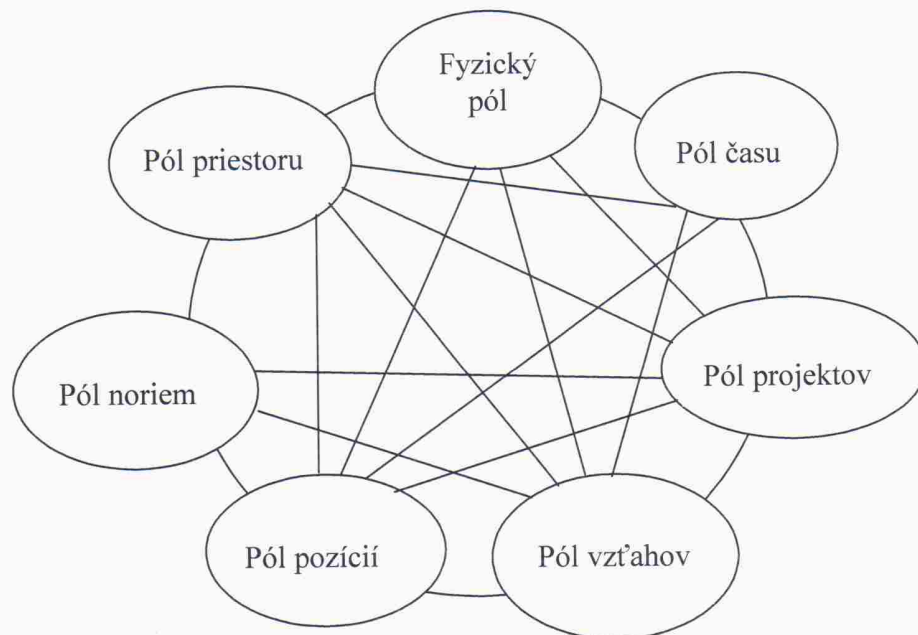 Fyzický
pól
Pól času
Pól priestoru
Pól projektov
Pól noriem
Pól pozícií
Pól vzťahov